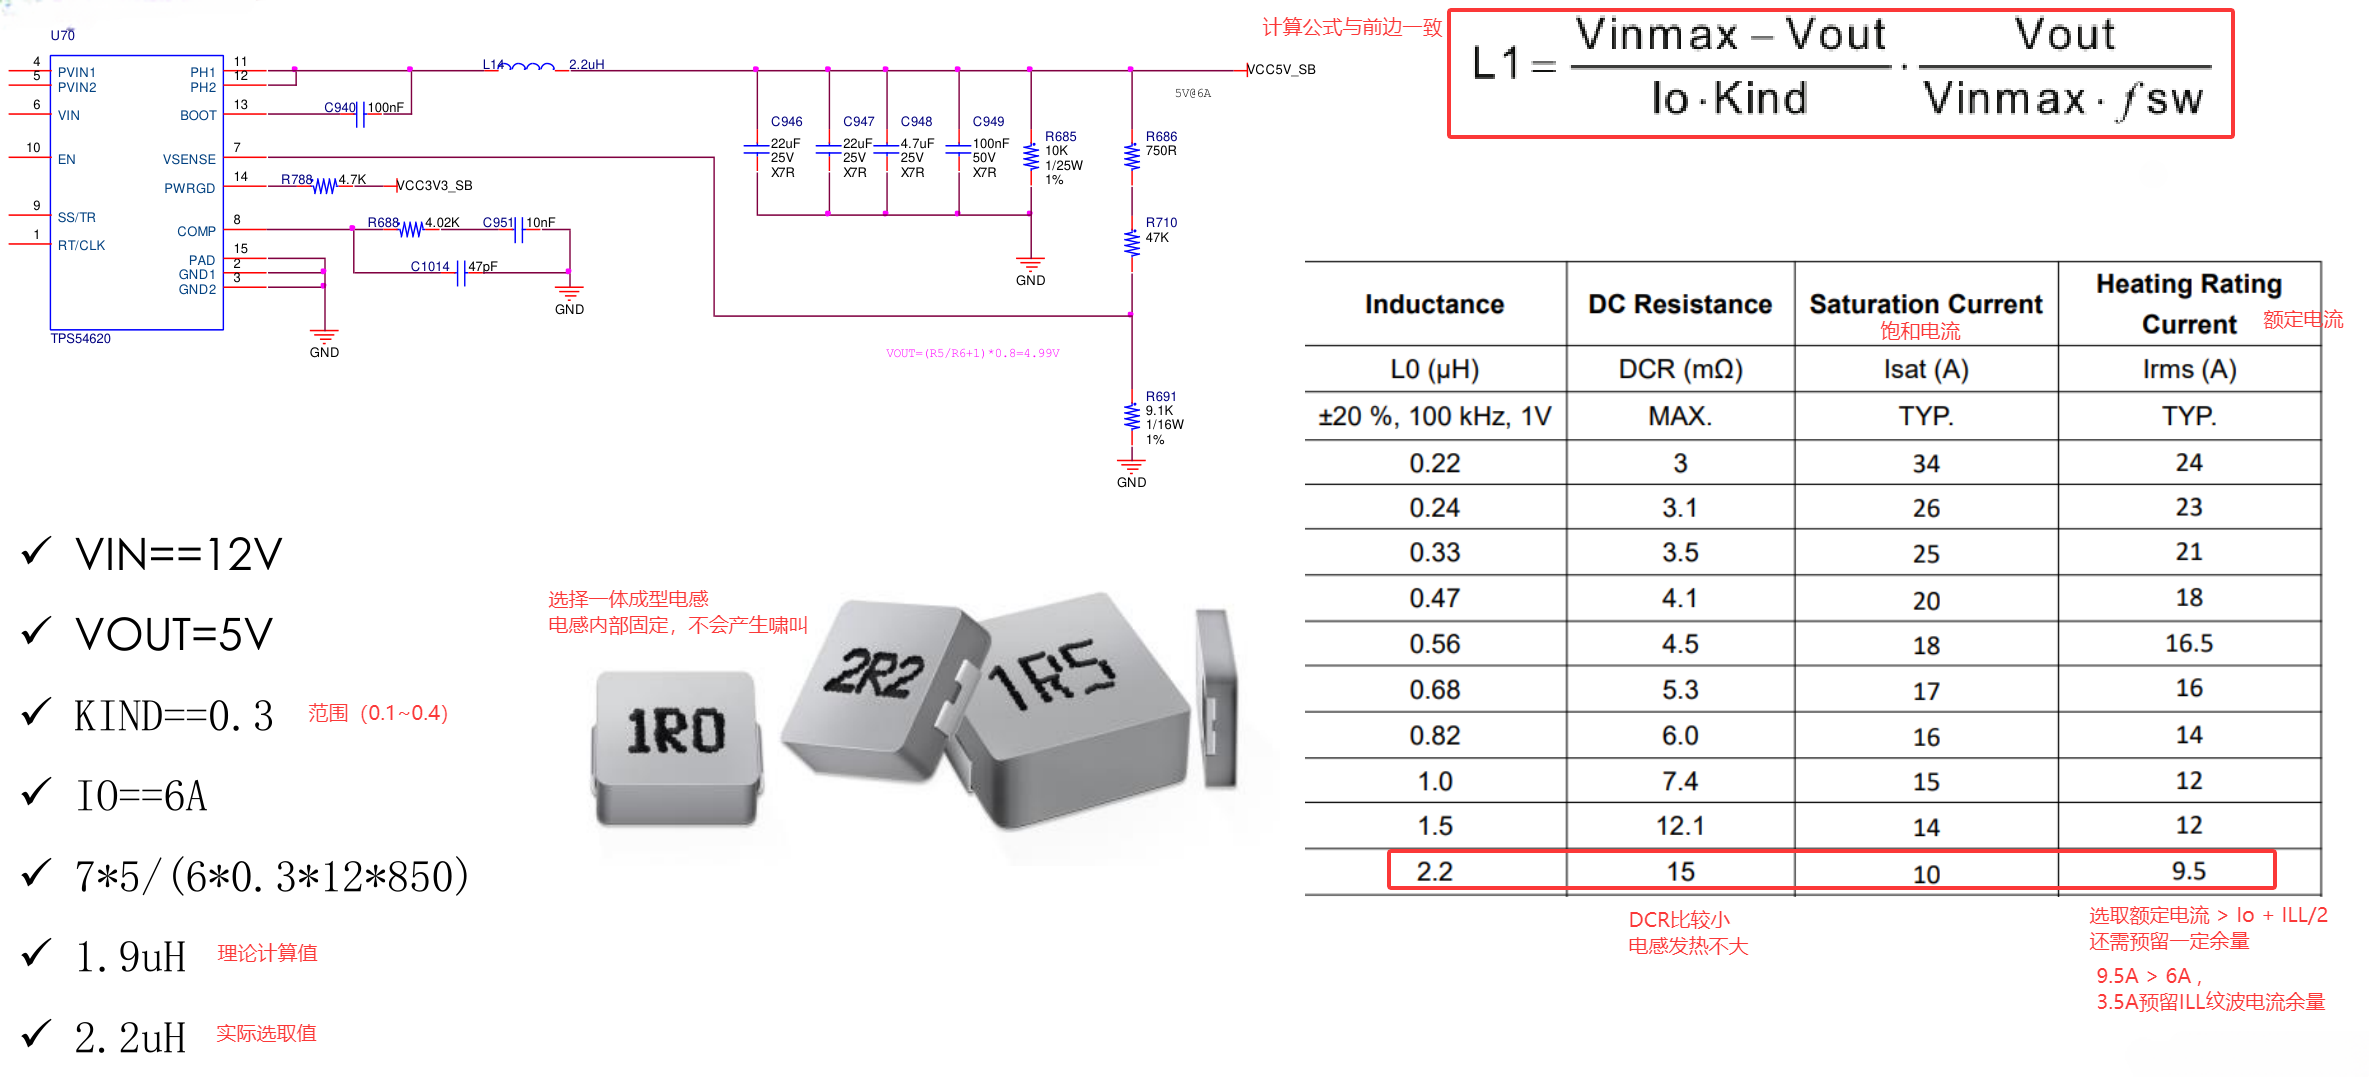 U70
4
PVIN1
5
PVIN2
6
VIN
10
EN
9
SS/TR
1
RT/CLK
PH1
11
PH2
12
BOOT
13
VSENSE
7
PWRGD
14
COMP
8
PAD
15
GND1
2
GND2
3
TPS54620
L14
2.2uH
C940
100nF
R788
4.7K
VCC3V3_SB
R688
4.02K
C951
10nF
C1014
47pF
GND
GND
VCC5V_SB
5V@6A
C946
22uF
25V
X7R
C947
22uF
25V
X7R
C948
4.7uF
25V
X7R
C949
100nF
50V
X7R
R685
10K
1/25W
1%
GND
R686
750R
R710
47K
R691
9.1K
1/16W
1%
GND
VOUT=(R5/R6+1)*0.8=4.99V
计算公式与前边一致
L1 = (Vinmax – Vout) / (Io · Kind) · Vout / (Vinmax · ƒsw)
✓ VIN==12V
✓ VOUT=5V
✓ KIND==0.3 范围（0.1~0.4）
✓ IO==6A
✓ 7*5/(6*0.3*12*850)
✓ 1.9uH 理论计算值
✓ 2.2uH 实际选取值
选择一体成型电感
电感内部固定，不会产生啸叫
1R0
2R2
1R5
Inductance DC Resistance Saturation Current 饱和电流 Heating Rating Current 额定电流
L0 (μH) DCR (mΩ) Isat (A) Irms (A)
±20 %, 100 kHz, 1V MAX. TYP. TYP.
0.22 3 34 24
0.24 3.1 26 23
0.33 3.5 25 21
0.47 4.1 20 18
0.56 4.5 18 16.5
0.68 5.3 17 16
0.82 6.0 16 14
1.0 7.4 15 12
1.5 12.1 14 12
2.2 15 10 9.5
DCR比较小
电感发热不大
选取额定电流 > Io + ILL/2
还需预留一定余量
9.5A > 6A ,
3.5A预留ILL纹波电流余量